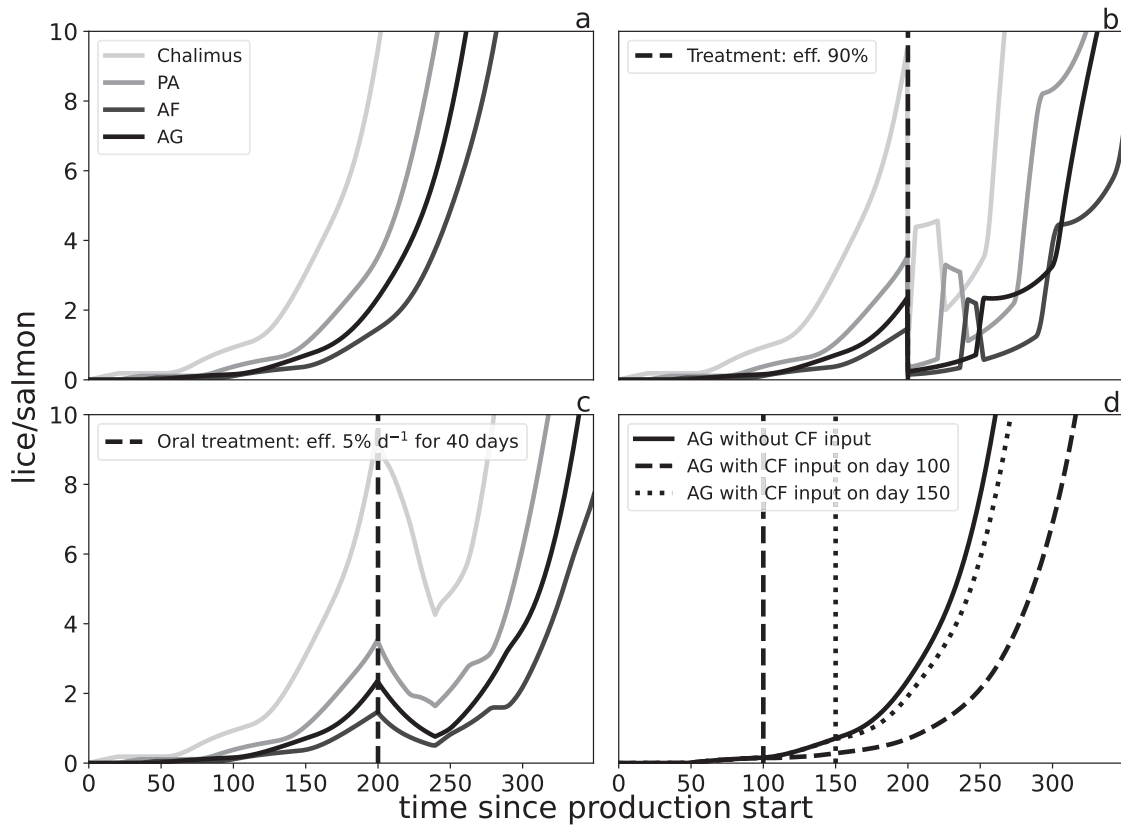 a
b
10
8
6
4
2
0
Chalimus
PA
AF
AG
Treatment: eff. 90%
c
d
10
8
6
4
2
0
Oral treatment: eff. 5% d⁻¹ for 40 days
AG without CF input
AG with CF input on day 100
AG with CF input on day 150
0 50 100 150 200 250 300
0 50 100 150 200 250 300
lice/salmon
time since production start